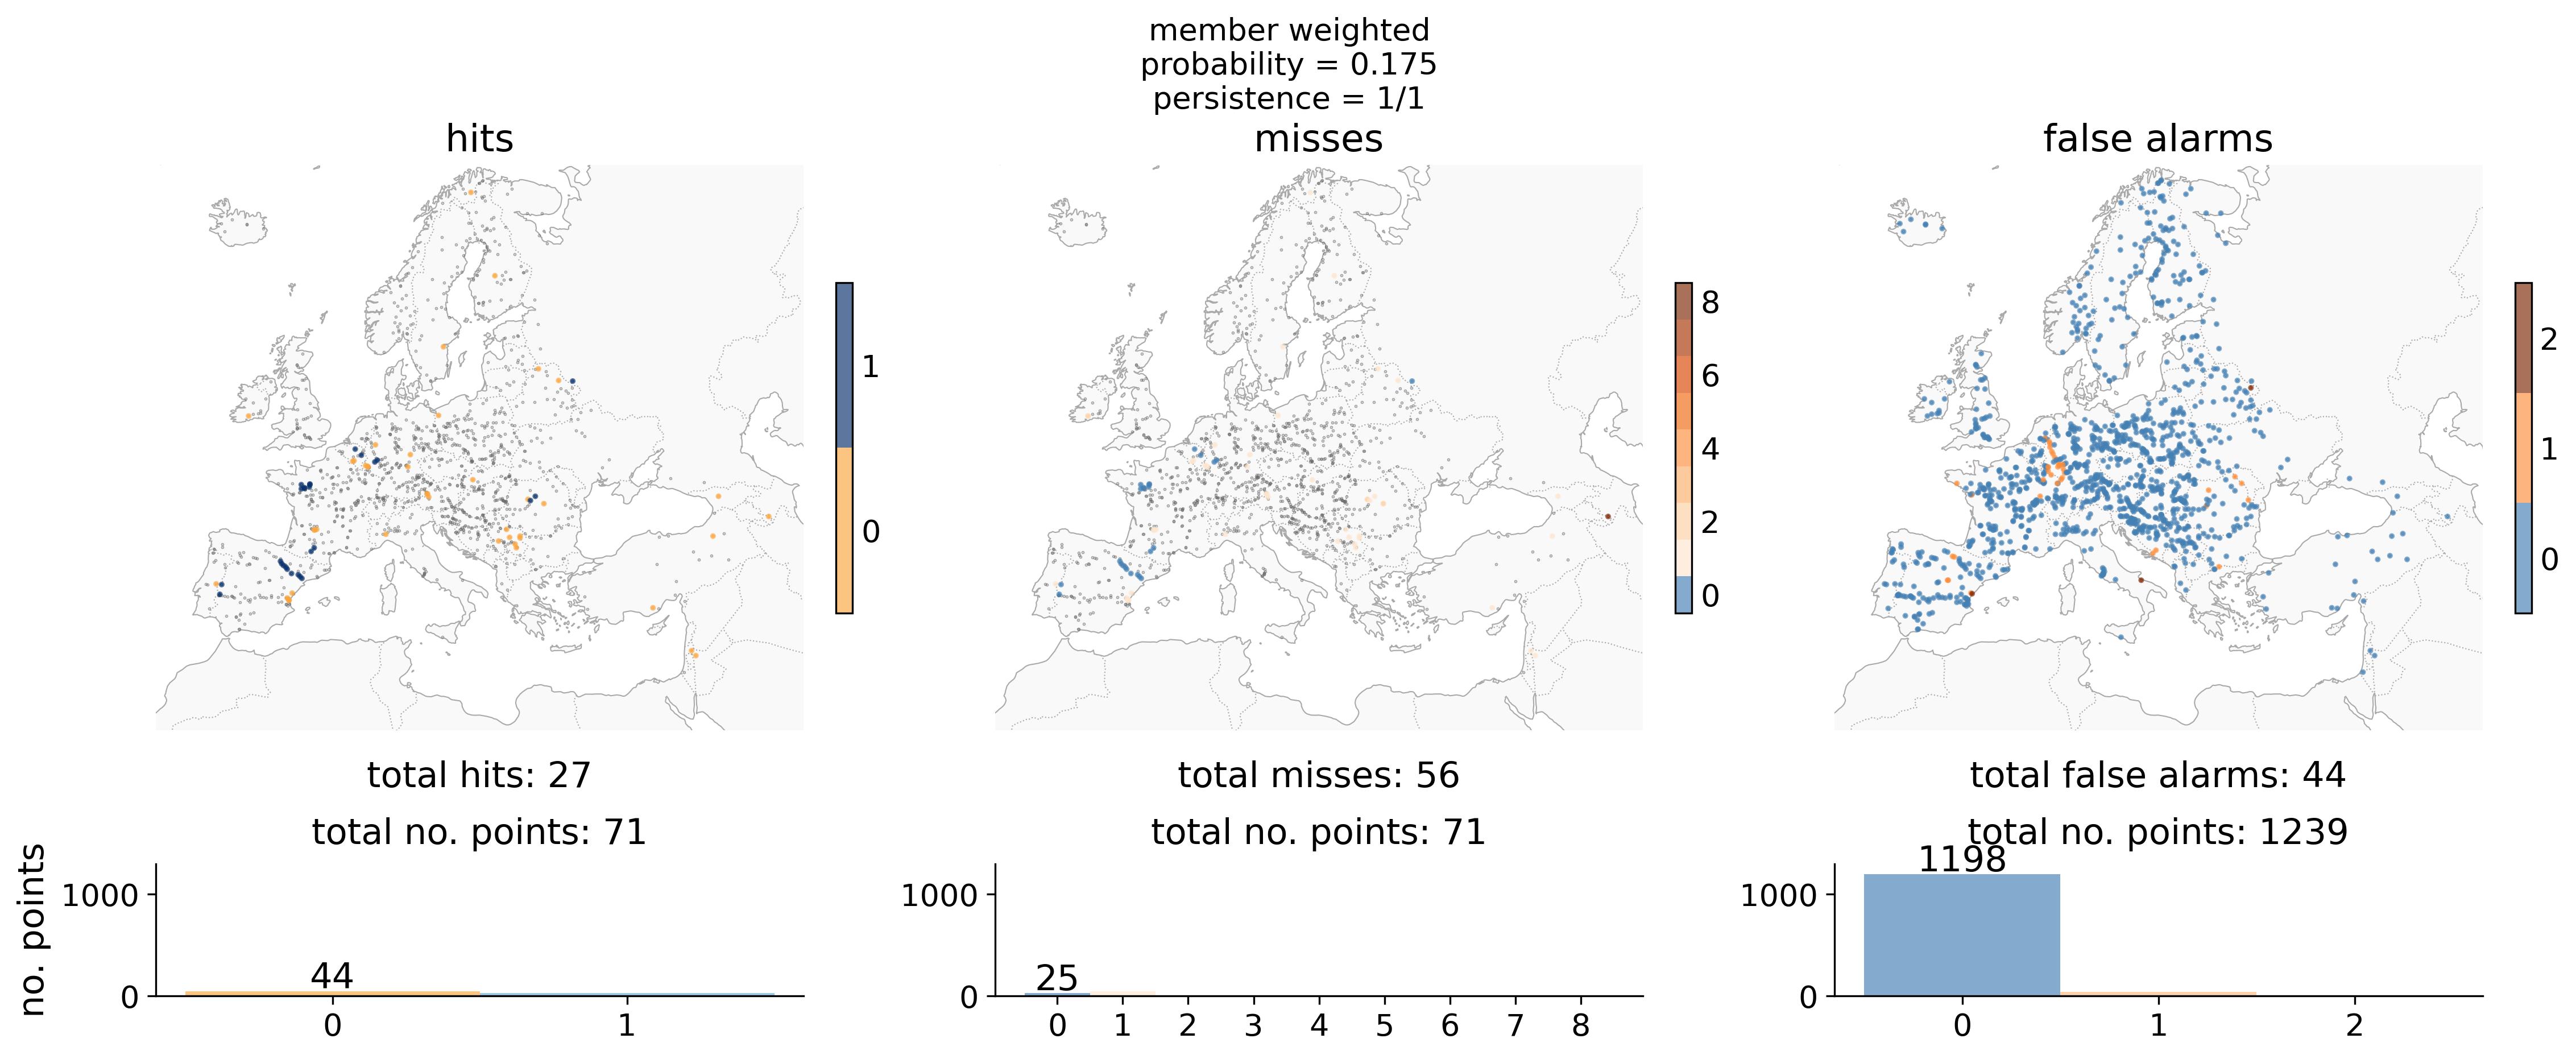 member weighted
probability = 0.175
persistence = 1/1
hits
misses
false alarms
1
0
8
6
4
2
0
2
1
0
total hits: 27
total misses: 56
total false alarms: 44
total no. points: 71
total no. points: 71
total no. points: 1239
no. points
1000
0
44
0
1
1000
0
25
0
1
2
3
4
5
6
7
8
1000
0
1198
0
1
2